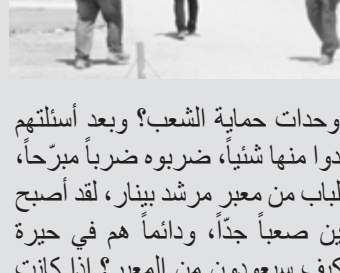 وحدات حماية الشعب؟ وبعد أسئلتهم
دوا منها شئياً، ضربوه ضرباً مبرّحاً،
لباب من معبر مرشد بينار، لقد أصبح
ين صعباً جدّاً، ودائماً هم في حيرة
كيف سيعودون من المعبر؟ إذا كانت